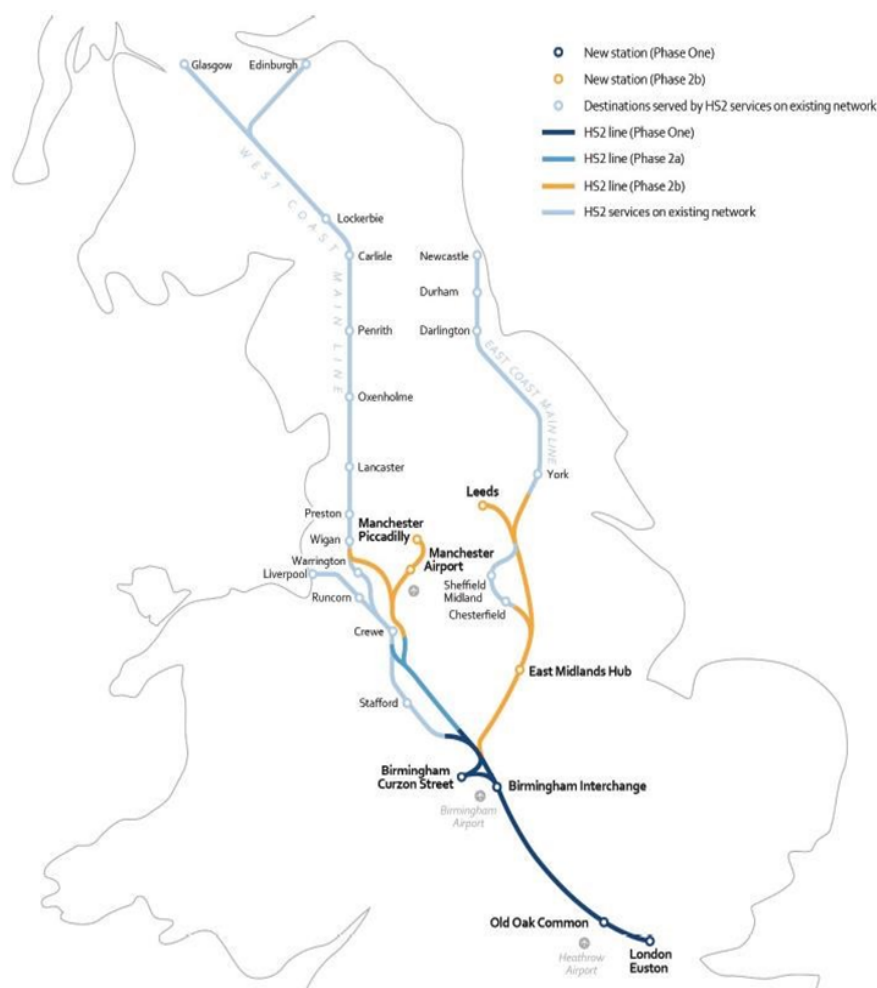 New station (Phase One)
New station (Phase 2b)
Destinations served by HS2 services on existing network
HS2 line (Phase One)
HS2 line (Phase 2a)
HS2 line (Phase 2b)
HS2 services on existing network
Glasgow
Edinburgh
WEST COAST MAIN LINE
Lockerbie
Carlisle
Newcastle
Durham
Penrith
Darlington
EAST COAST MAIN LINE
Oxenholme
Lancaster
York
Leeds
Preston
Manchester
Piccadilly
Wigan
Manchester
Airport
Warrington
Liverpool
Sheffield
Midland
Runcorn
Chesterfield
Crewe
East Midlands Hub
Stafford
Birmingham
Curzon Street
Birmingham Interchange
Birmingham
Airport
Old Oak Common
London
Euston
Heathrow
Airport